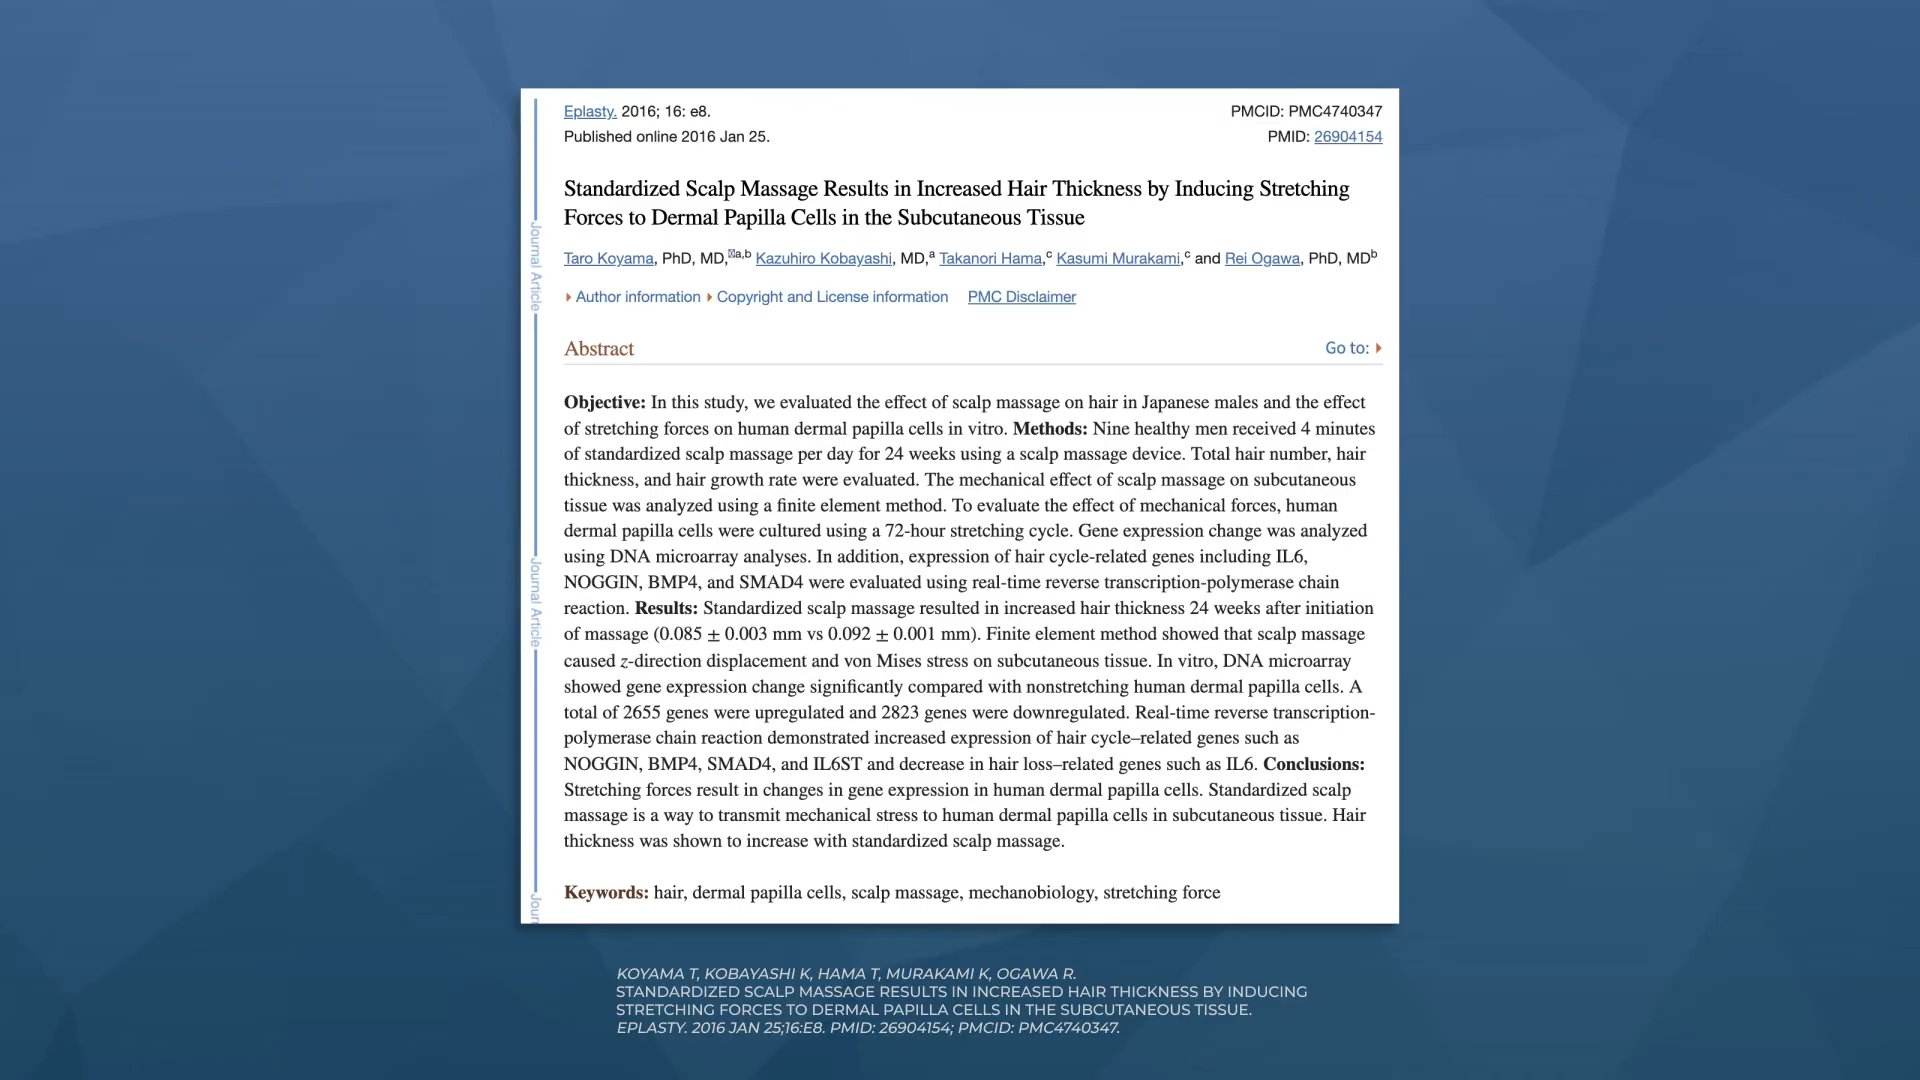 Eplasty. 2016; 16: e8.
PMCID: PMC4740347
Published online 2016 Jan 25.
PMID: 26904154
Standardized Scalp Massage Results in Increased Hair Thickness by Inducing Stretching
Forces to Dermal Papilla Cells in the Subcutaneous Tissue
Taro Koyama, PhD, MD,a,b Kazuhiro Kobayashi, MD,a Takanori Hama,c Kasumi Murakami,c and Rei Ogawa, PhD, MDb
Author information Copyright and License information PMC Disclaimer
Abstract
Go to:
Objective: In this study, we evaluated the effect of scalp massage on hair in Japanese males and the effect
of stretching forces on human dermal papilla cells in vitro. Methods: Nine healthy men received 4 minutes
of standardized scalp massage per day for 24 weeks using a scalp massage device. Total hair number, hair
thickness, and hair growth rate were evaluated. The mechanical effect of scalp massage on subcutaneous
tissue was analyzed using a finite element method. To evaluate the effect of mechanical forces, human
dermal papilla cells were cultured using a 72-hour stretching cycle. Gene expression change was analyzed
using DNA microarray analyses. In addition, expression of hair cycle-related genes including IL6,
NOGGIN, BMP4, and SMAD4 were evaluated using real-time reverse transcription-polymerase chain
reaction. Results: Standardized scalp massage resulted in increased hair thickness 24 weeks after initiation
of massage (0.085 ± 0.003 mm vs 0.092 ± 0.001 mm). Finite element method showed that scalp massage
caused z-direction displacement and von Mises stress on subcutaneous tissue. In vitro, DNA microarray
showed gene expression change significantly compared with nonstretching human dermal papilla cells. A
total of 2655 genes were upregulated and 2823 genes were downregulated. Real-time reverse transcription-
polymerase chain reaction demonstrated increased expression of hair cycle–related genes such as
NOGGIN, BMP4, SMAD4, and IL6ST and decrease in hair loss–related genes such as IL6. Conclusions:
Stretching forces result in changes in gene expression in human dermal papilla cells. Standardized scalp
massage is a way to transmit mechanical stress to human dermal papilla cells in subcutaneous tissue. Hair
thickness was shown to increase with standardized scalp massage.
Keywords: hair, dermal papilla cells, scalp massage, mechanobiology, stretching force
Journal Article
Journal Article
Jour
KOYAMA T, KOBAYASHI K, HAMA T, MURAKAMI K, OGAWA R.
STANDARDIZED SCALP MASSAGE RESULTS IN INCREASED HAIR THICKNESS BY INDUCING
STRETCHING FORCES TO DERMAL PAPILLA CELLS IN THE SUBCUTANEOUS TISSUE.
EPLASTY. 2016 JAN 25;16:E8. PMID: 26904154; PMCID: PMC4740347.